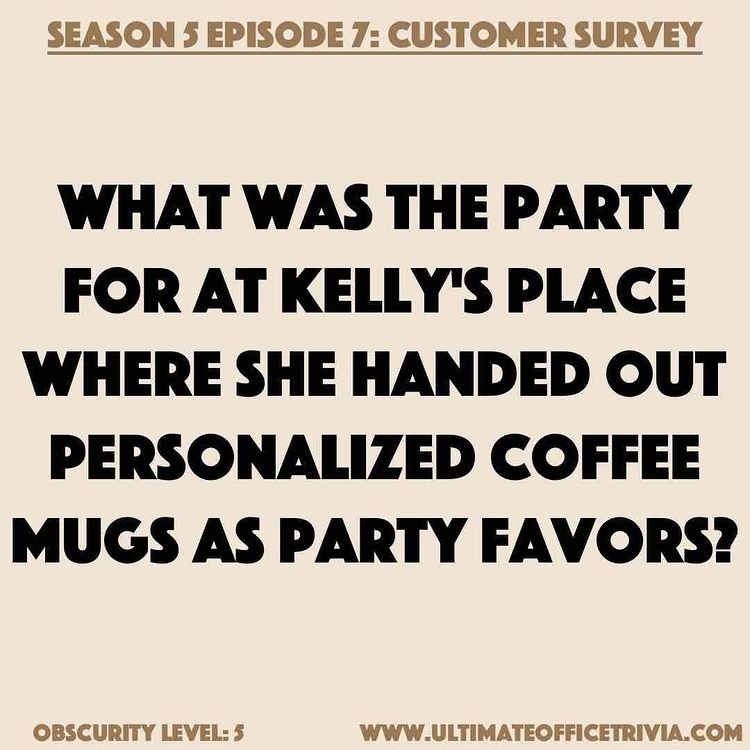 SEASON 5 EPISODE 7: CUSTOMER SURVEY
WHAT WAS THE PARTY
FOR AT KELLY'S PLACE
WHERE SHE HANDED OUT
PERSONALIZED COFFEE
MUGS AS PARTY FAVORS?
OBSCURITY LEVEL: 5
WWW.ULTIMATEOFFICETRIVIA.COM